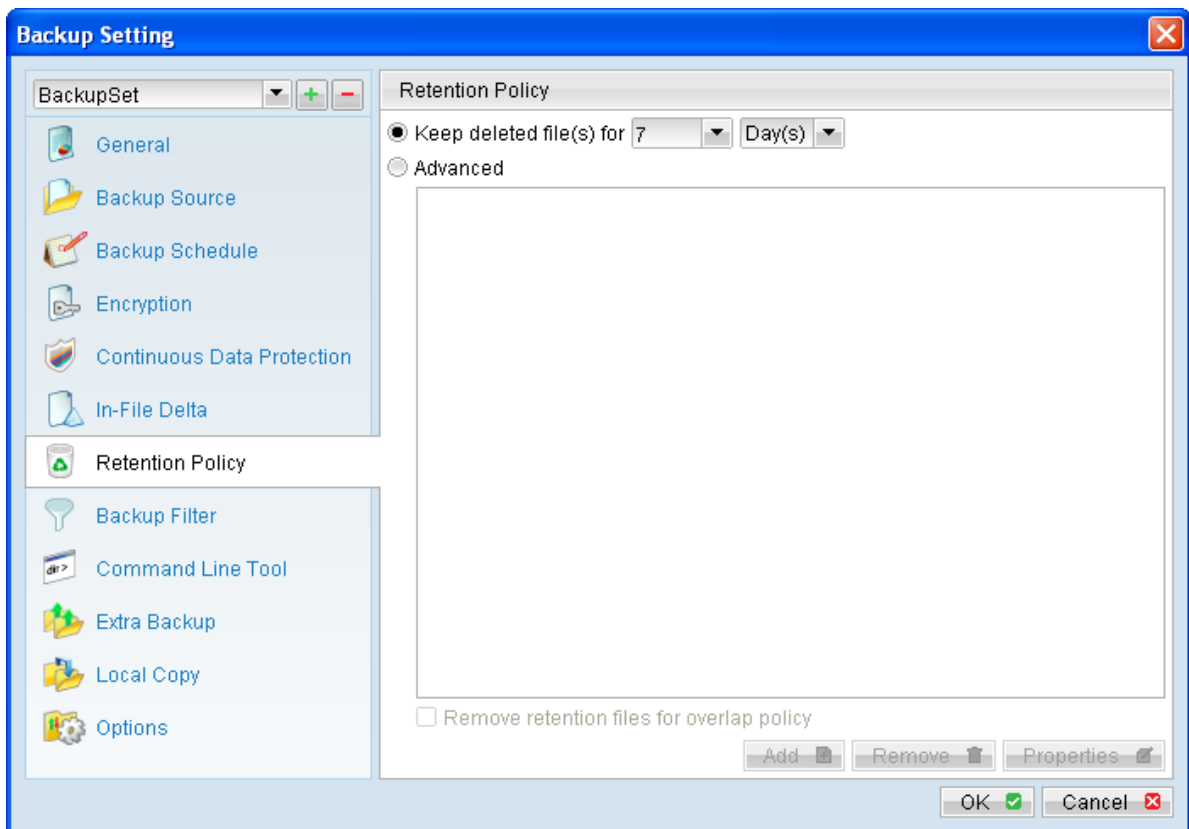 Backup Setting
BackupSet
General
Backup Source
Backup Schedule
Encryption
Continuous Data Protection
In-File Delta
Retention Policy
Backup Filter
Command Line Tool
Extra Backup
Local Copy
Options
Retention Policy
Keep deleted file(s) for 7 Day(s)
Advanced
Remove retention files for overlap policy
Add Remove Properties
OK Cancel